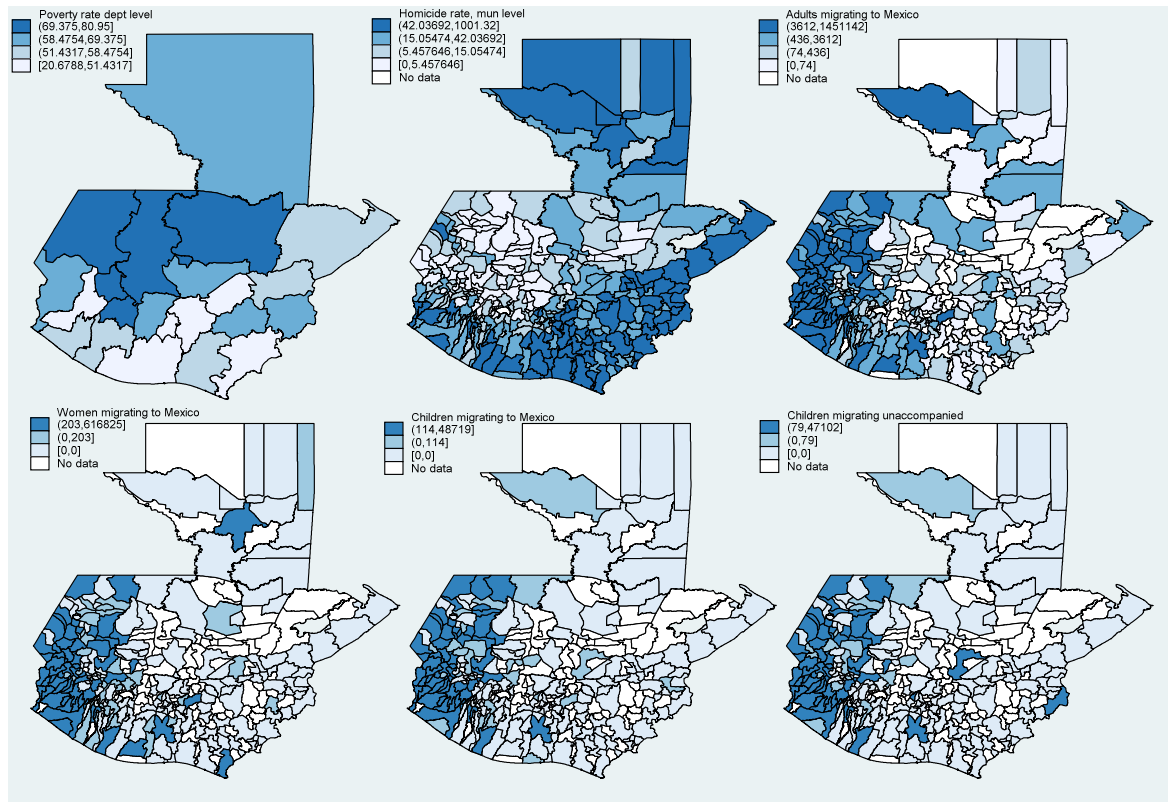 Poverty rate dept level
(69.375,80.95]
(58.4754,69.375]
(51.4317,58.4754]
[20.6788,51.4317]
Homicide rate, mun level
(42.03692,1001.32]
(15.05474,42.03692]
(5.457646,15.05474]
[0,5.457646]
No data
Adults migrating to Mexico
(3612,1451142]
(436,3612]
(74,436]
[0,74]
No data
Women migrating to Mexico
(203,616825]
(0,203]
[0,0]
No data
Children migrating to Mexico
(114,48719]
(0,114]
[0,0]
No data
Children migrating unaccompanied
(79,47102]
(0,79]
[0,0]
No data